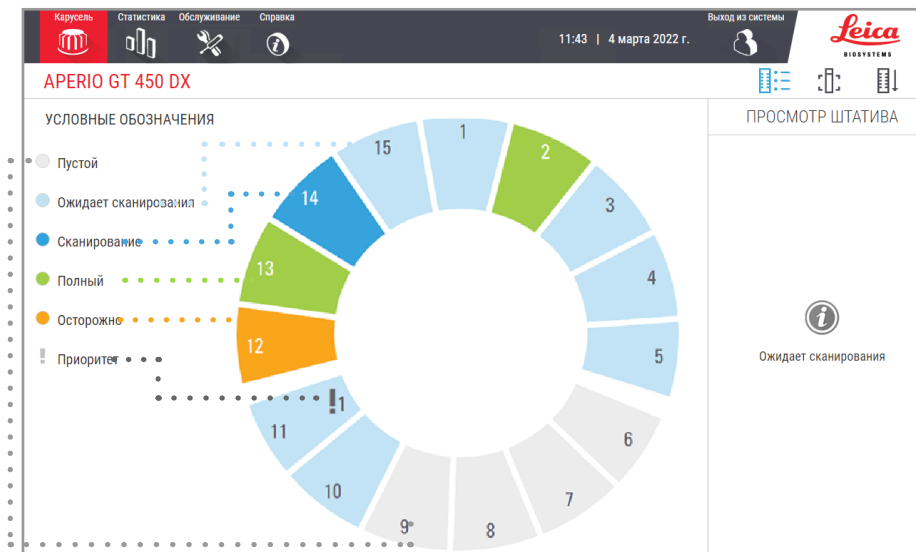 Карусель
Статистика
Обслуживание
Справка
11:43 | 4 марта 2022 г.
Выход из системы
Leica
BIOSYSTEMS
APERIO GT 450 DX
УСЛОВНЫЕ ОБОЗНАЧЕНИЯ
ПРОСМОТР ШТАТИВА
Пустой
Ожидает сканирования
Сканирование
Полный
Осторожно
! Приоритет
1
2
3
4
5
6
7
8
9
10
11
!1
12
13
14
15
Ожидает сканирования